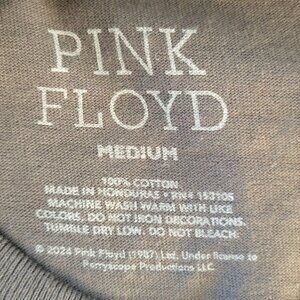 PINK
FLOYD
MEDIUM
100% COTTON
MADE IN HONDURAS • RN# 153105
MACHINE WASH WARM WITH LIKE
COLORS. DO NOT IRON DECORATIONS.
TUMBLE DRY LOW. DO NOT BLEACH.
© 2024 Pink Floyd (1987) Ltd. Under license to
Perryscope Productions LLC.